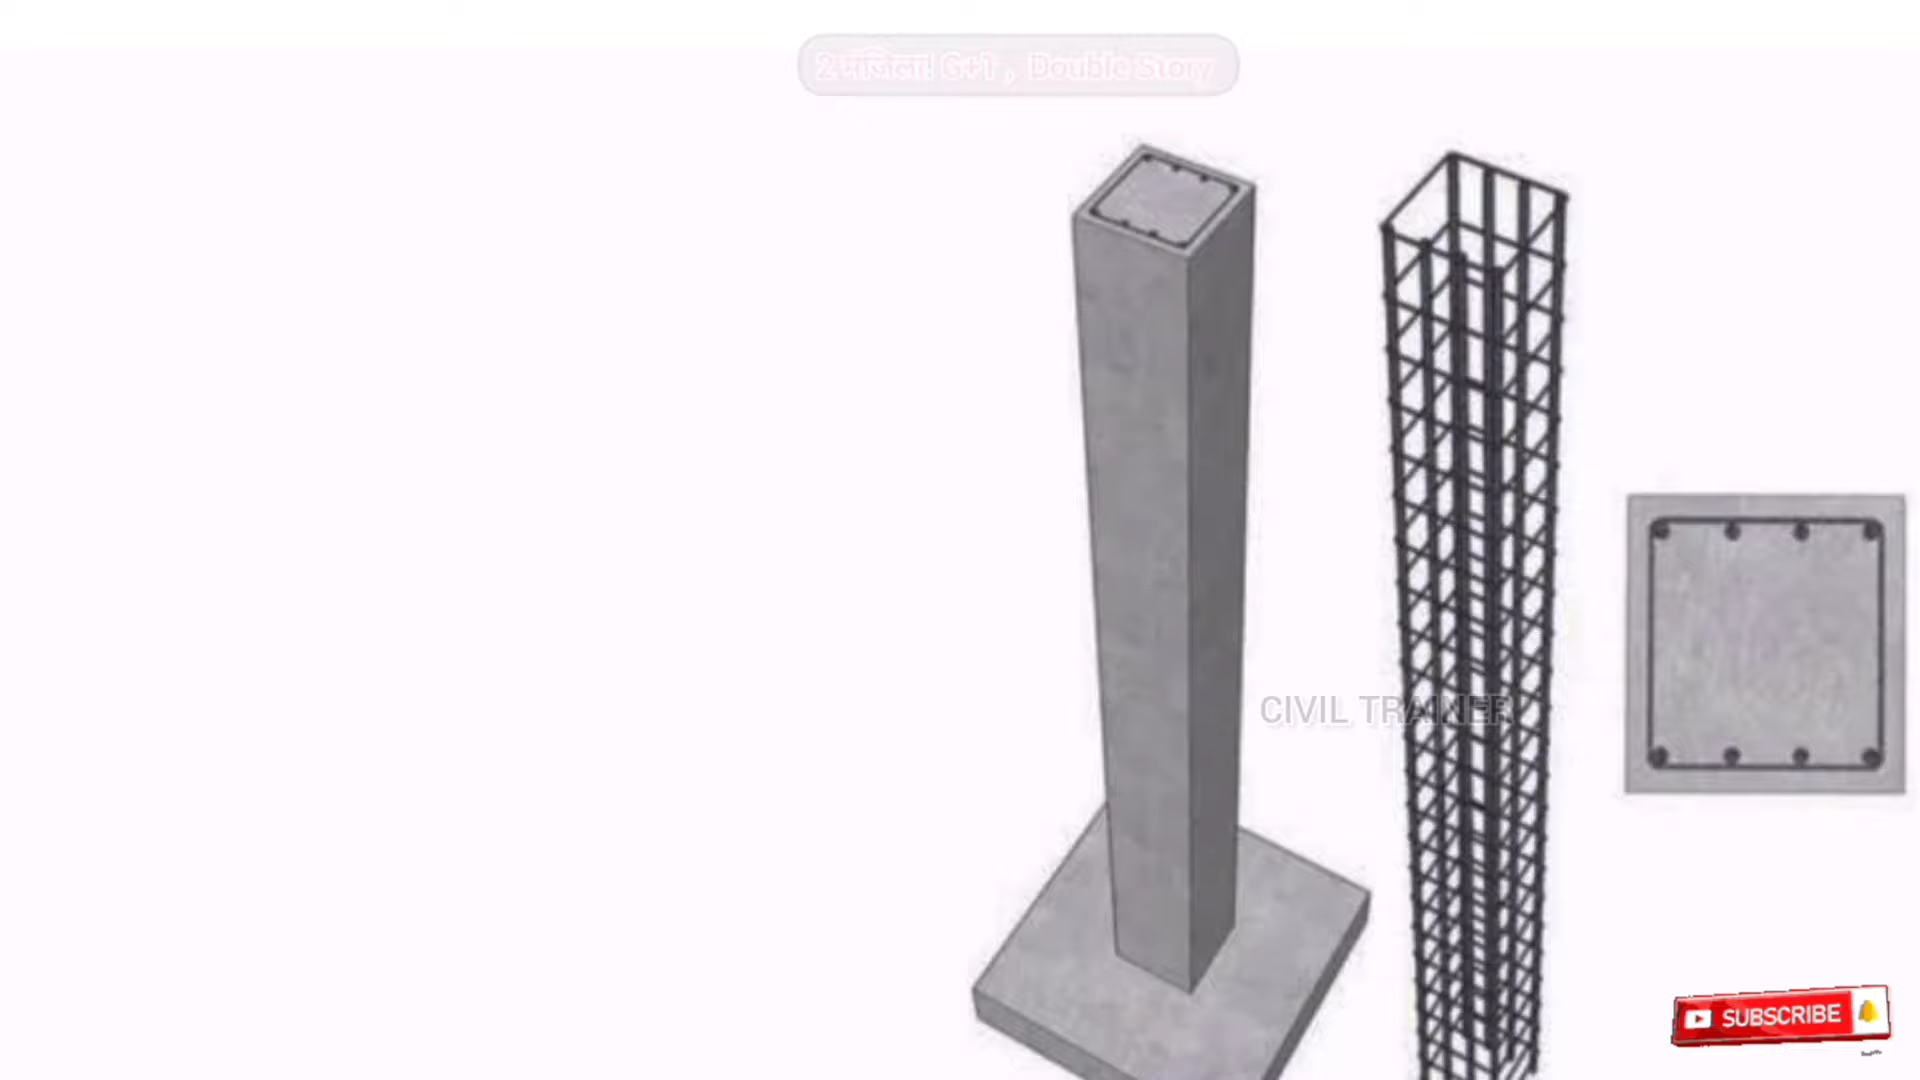 2 मंजिला G+1 , Double Story
CIVIL TRAINER
SUBSCRIBE